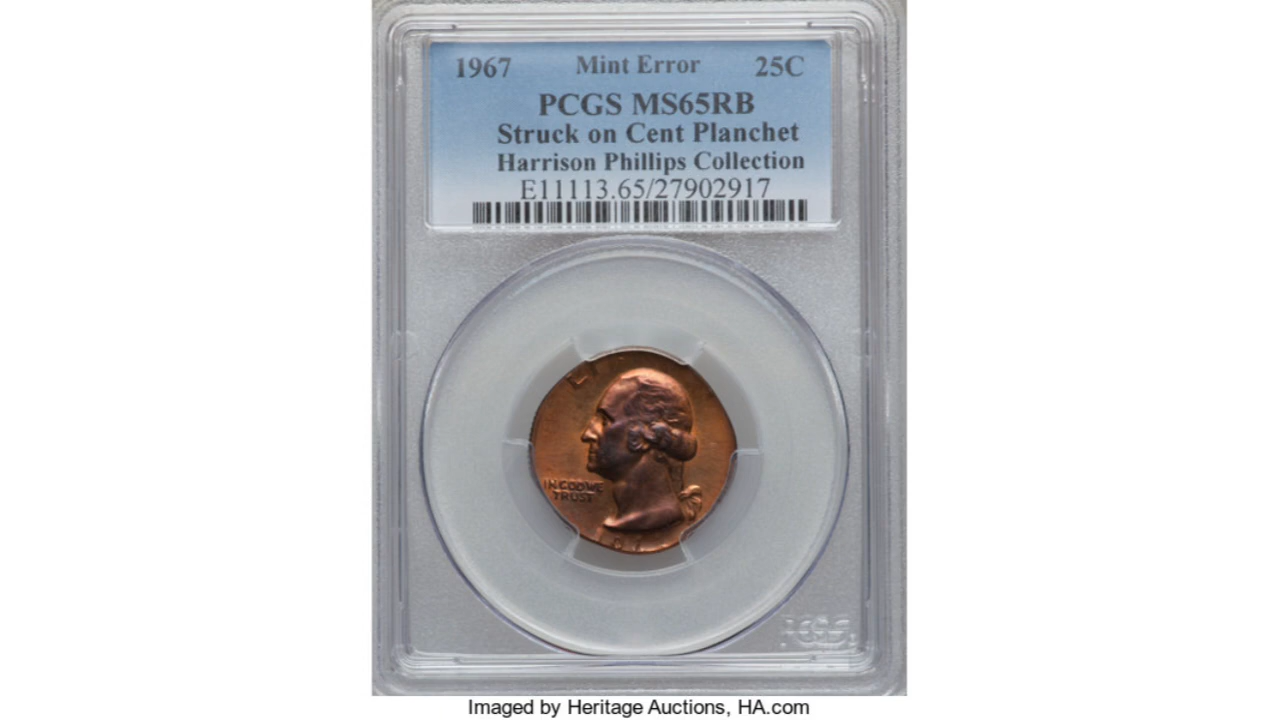 1967 Mint Error 25C
PCGS MS65RB
Struck on Cent Planchet
Harrison Phillips Collection
E11113.65/27902917
IN GOD WE
TRUST
PCGS
Imaged by Heritage Auctions, HA.com